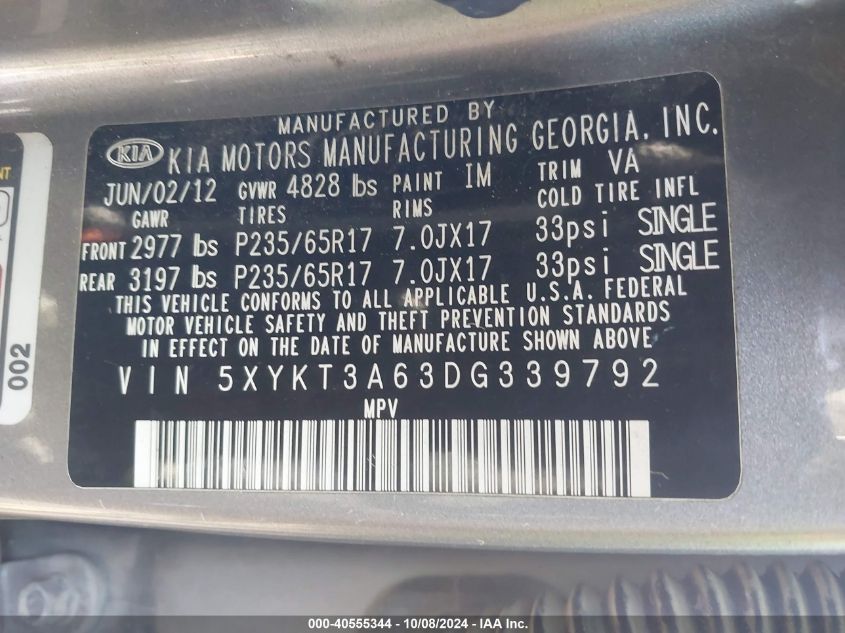 MANUFACTURED BY
KIA KIA MOTORS MANUFACTURING GEORGIA, INC.
JUN/02/12 GVWR 4828 lbs PAINT IM TRIM VA
GAWR TIRES RIMS COLD TIRE INFL
FRONT 2977 lbs P235/65R17 7.0JX17 33psi SINGLE
REAR 3197 lbs P235/65R17 7.0JX17 33psi SINGLE
THIS VEHICLE CONFORMS TO ALL APPLICABLE U.S.A. FEDERAL
MOTOR VEHICLE SAFETY AND THEFT PREVENTION STANDARDS
IN EFFECT ON THE DATE OF MANUFACTURE SHOWN ABOVE.
VIN 5XYKT3A63DG339792
MPV
002
000-40555344 - 10/08/2024 - IAA Inc.